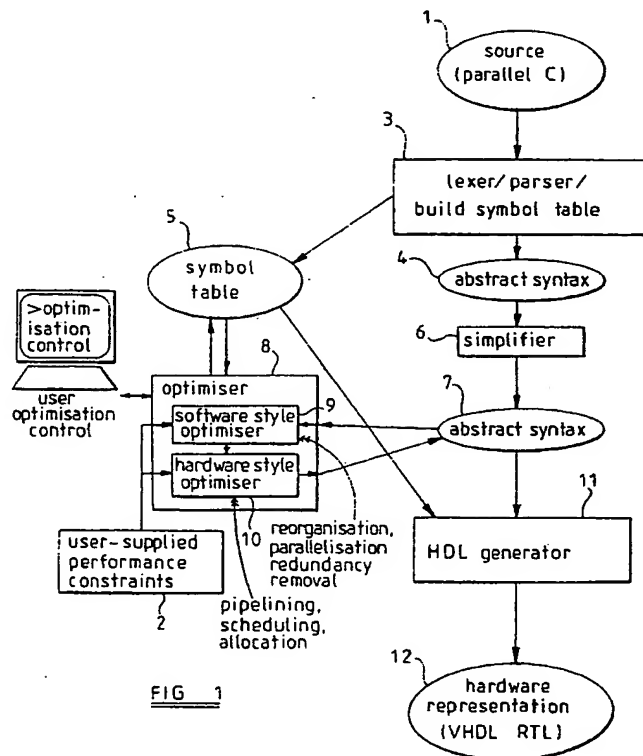 1
source
(parallel C)
3
lexer/parser/
build symbol table
5
symbol
table
4
abstract syntax
>optim-
isation
control
6
simplifier
8
user
optimisation
control
optimiser
9
software style
optimiser
7
abstract syntax
hardware style
optimiser
10
reorganisation,
parallelisation
redundancy
removal
11
HDL generator
user-supplied
performance
constraints
2
pipelining,
scheduling,
allocation
FIG 1
12
hardware
representation
(VHDL RTL)